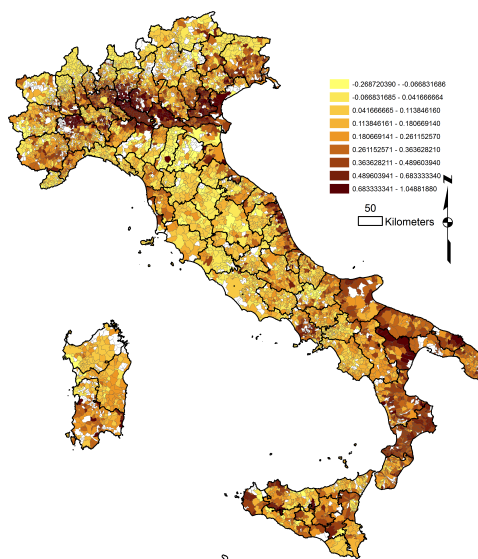 -0.268720390 - -0.066831686
-0.066831685 - 0.041666664
0.041666665 - 0.113846160
0.113846161 - 0.180669140
0.180669141 - 0.261152570
0.261152571 - 0.363628210
0.363628211 - 0.489603940
0.489603941 - 0.683333340
0.683333341 - 1.04881880
N
50
Kilometers